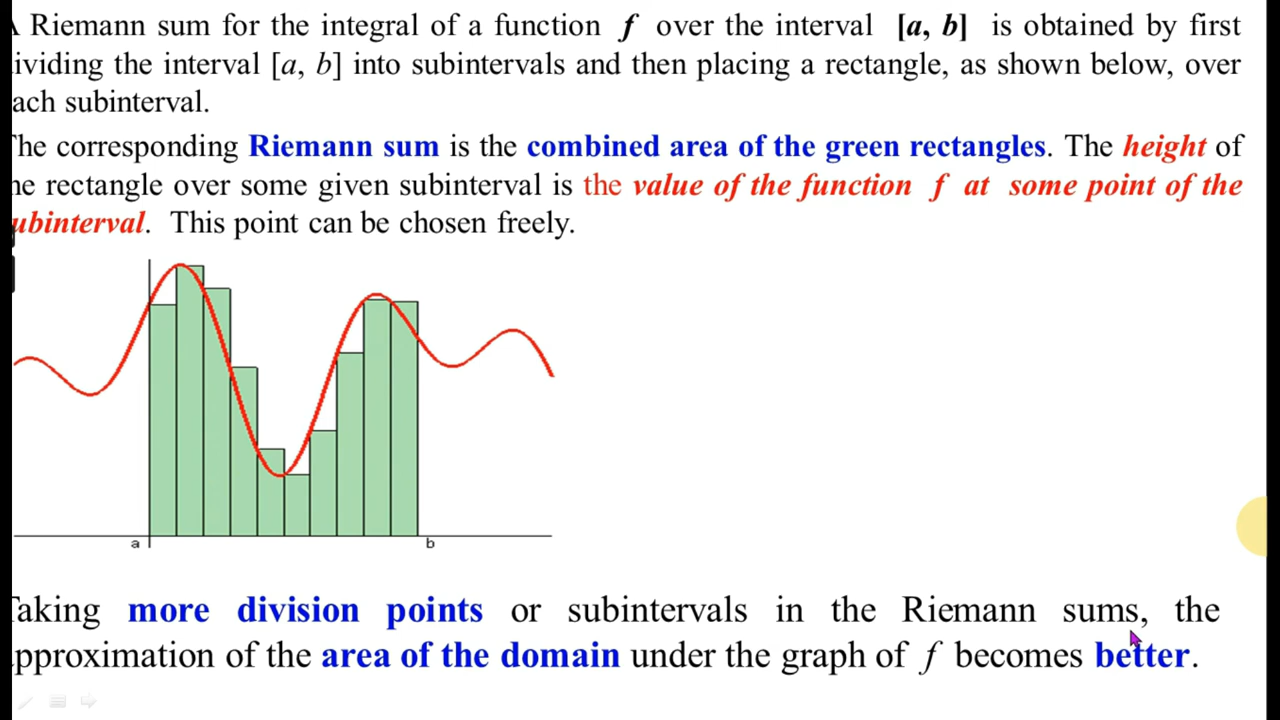 Riemann sum for the integral of a function f over the interval [a, b] is obtained by first
ividing the interval [a, b] into subintervals and then placing a rectangle, as shown below, over
ach subinterval.
he corresponding Riemann sum is the combined area of the green rectangles. The height of
he rectangle over some given subinterval is the value of the function f at some point of the
ubinterval. This point can be chosen freely.
a b
Taking more division points or subintervals in the Riemann sums, the
pproximation of the area of the domain under the graph of f becomes better.